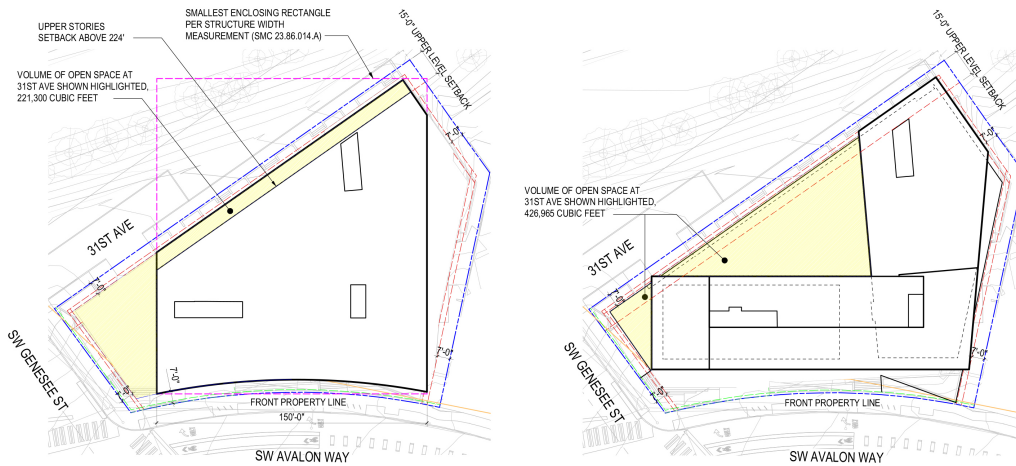 UPPER STORIES
SETBACK ABOVE 224'
SMALLEST ENCLOSING RECTANGLE
PER STRUCTURE WIDTH
MEASUREMENT (SMC 23.86.014.A)
VOLUME OF OPEN SPACE AT
31ST AVE SHOWN HIGHLIGHTED,
221,300 CUBIC FEET
15'-0" UPPER LEVEL SETBACK
31ST AVE
7'-0"
7'-0"
7'-0"
SW GENESEE ST
FRONT PROPERTY LINE
150'-0"
SW AVALON WAY
15'-0" UPPER LEVEL SETBACK
VOLUME OF OPEN SPACE AT
31ST AVE SHOWN HIGHLIGHTED,
426,965 CUBIC FEET
31ST AVE
7'-0"
7'-0"
SW GENESEE ST
FRONT PROPERTY LINE
SW AVALON WAY